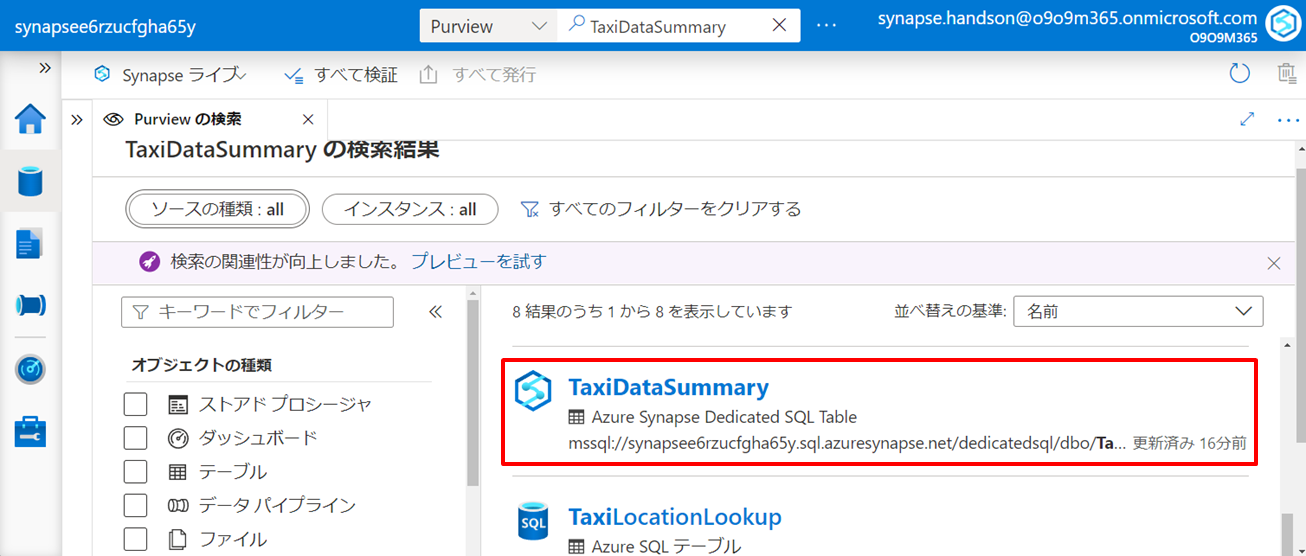 synapsee6rzucfgha65y
Purview
TaxiDataSummary
synapse.handson@o9o9m365.onmicrosoft.com
O9O9M365
Synapse ライブ
すべて検証
すべて発行
Purview の検索
TaxiDataSummary の検索結果
ソースの種類 : all
インスタンス : all
すべてのフィルターをクリアする
検索の関連性が向上しました。 プレビューを試す
キーワードでフィルター
8 結果のうち 1 から 8 を表示しています
並べ替えの基準:
名前
オブジェクトの種類
ストアド プロシージャ
ダッシュボード
テーブル
データ パイプライン
ファイル
TaxiDataSummary
Azure Synapse Dedicated SQL Table
mssql://synapsee6rzucfgha65y.sql.azuresynapse.net/dedicatedsql/dbo/Ta... 更新済み 16分前
SQL
TaxiLocationLookup
Azure SQL テーブル